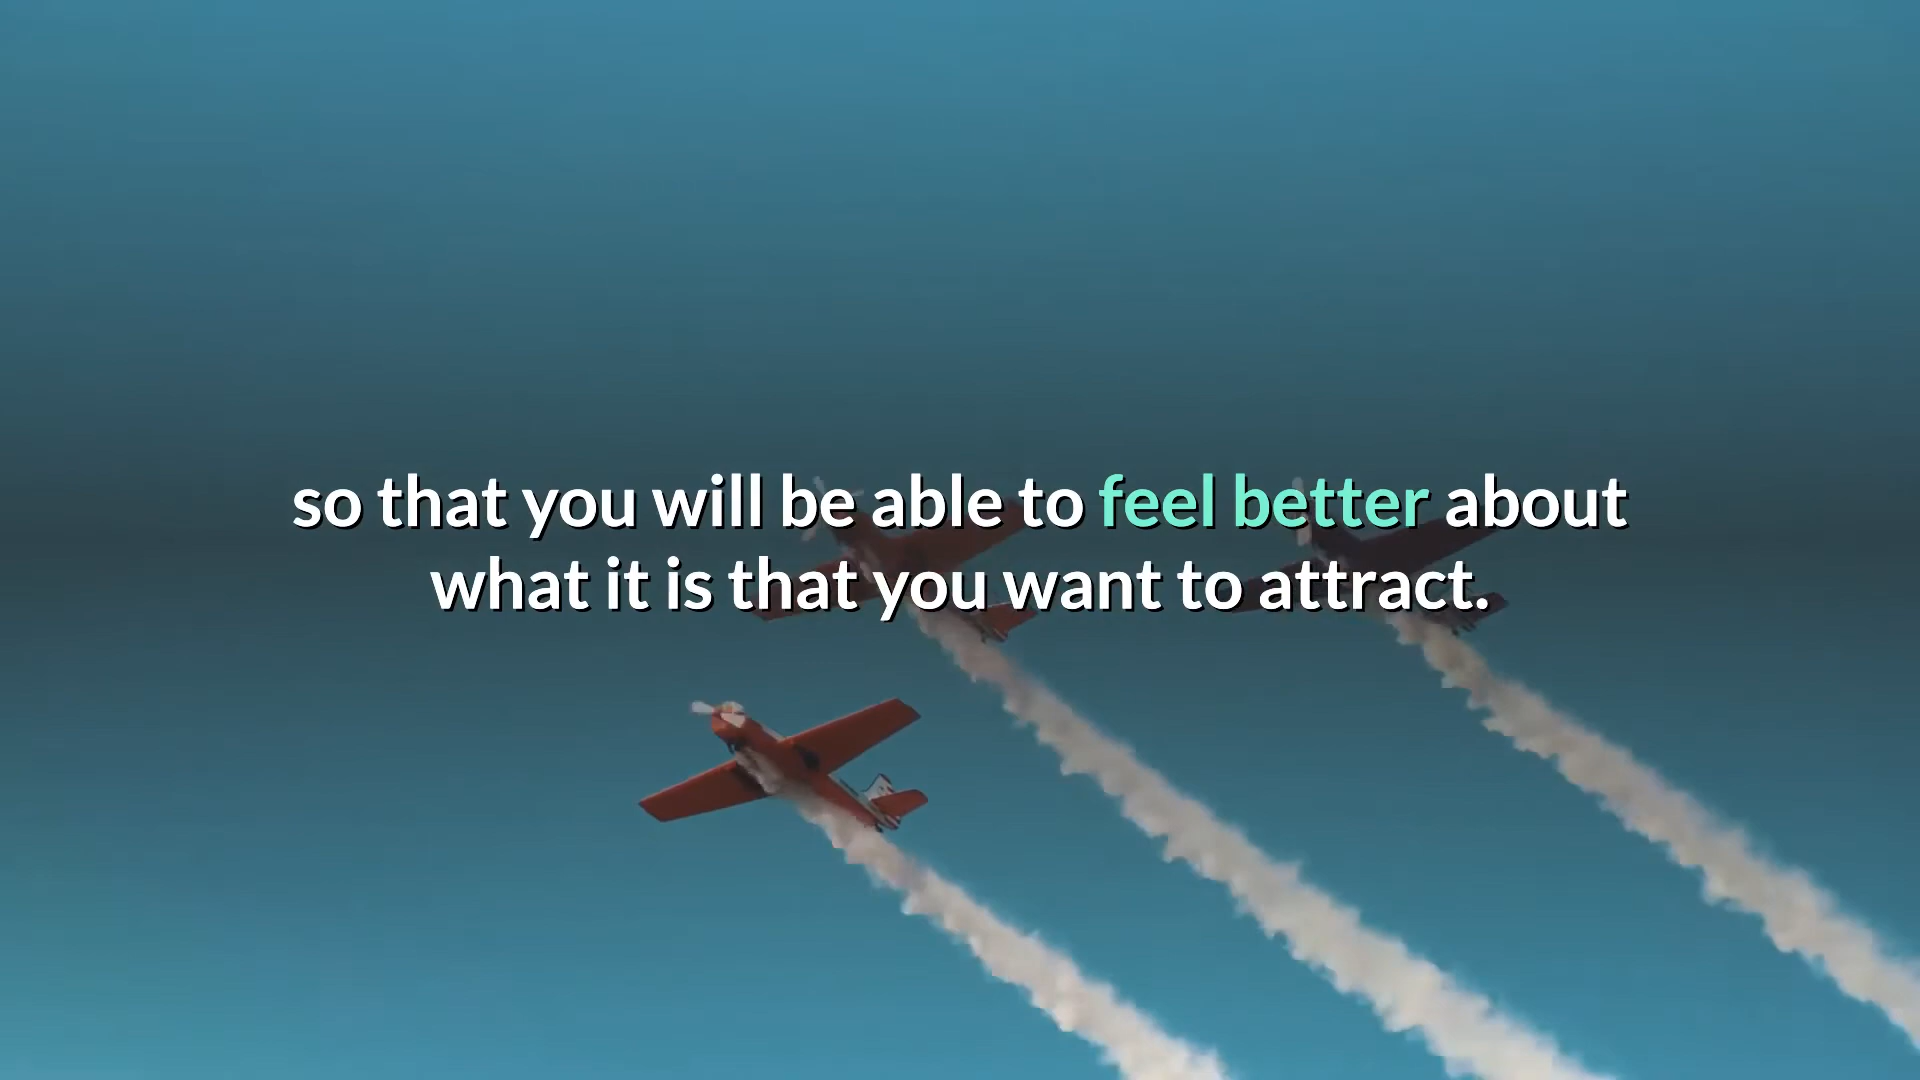 so that you will be able to feel better about
what it is that you want to attract.